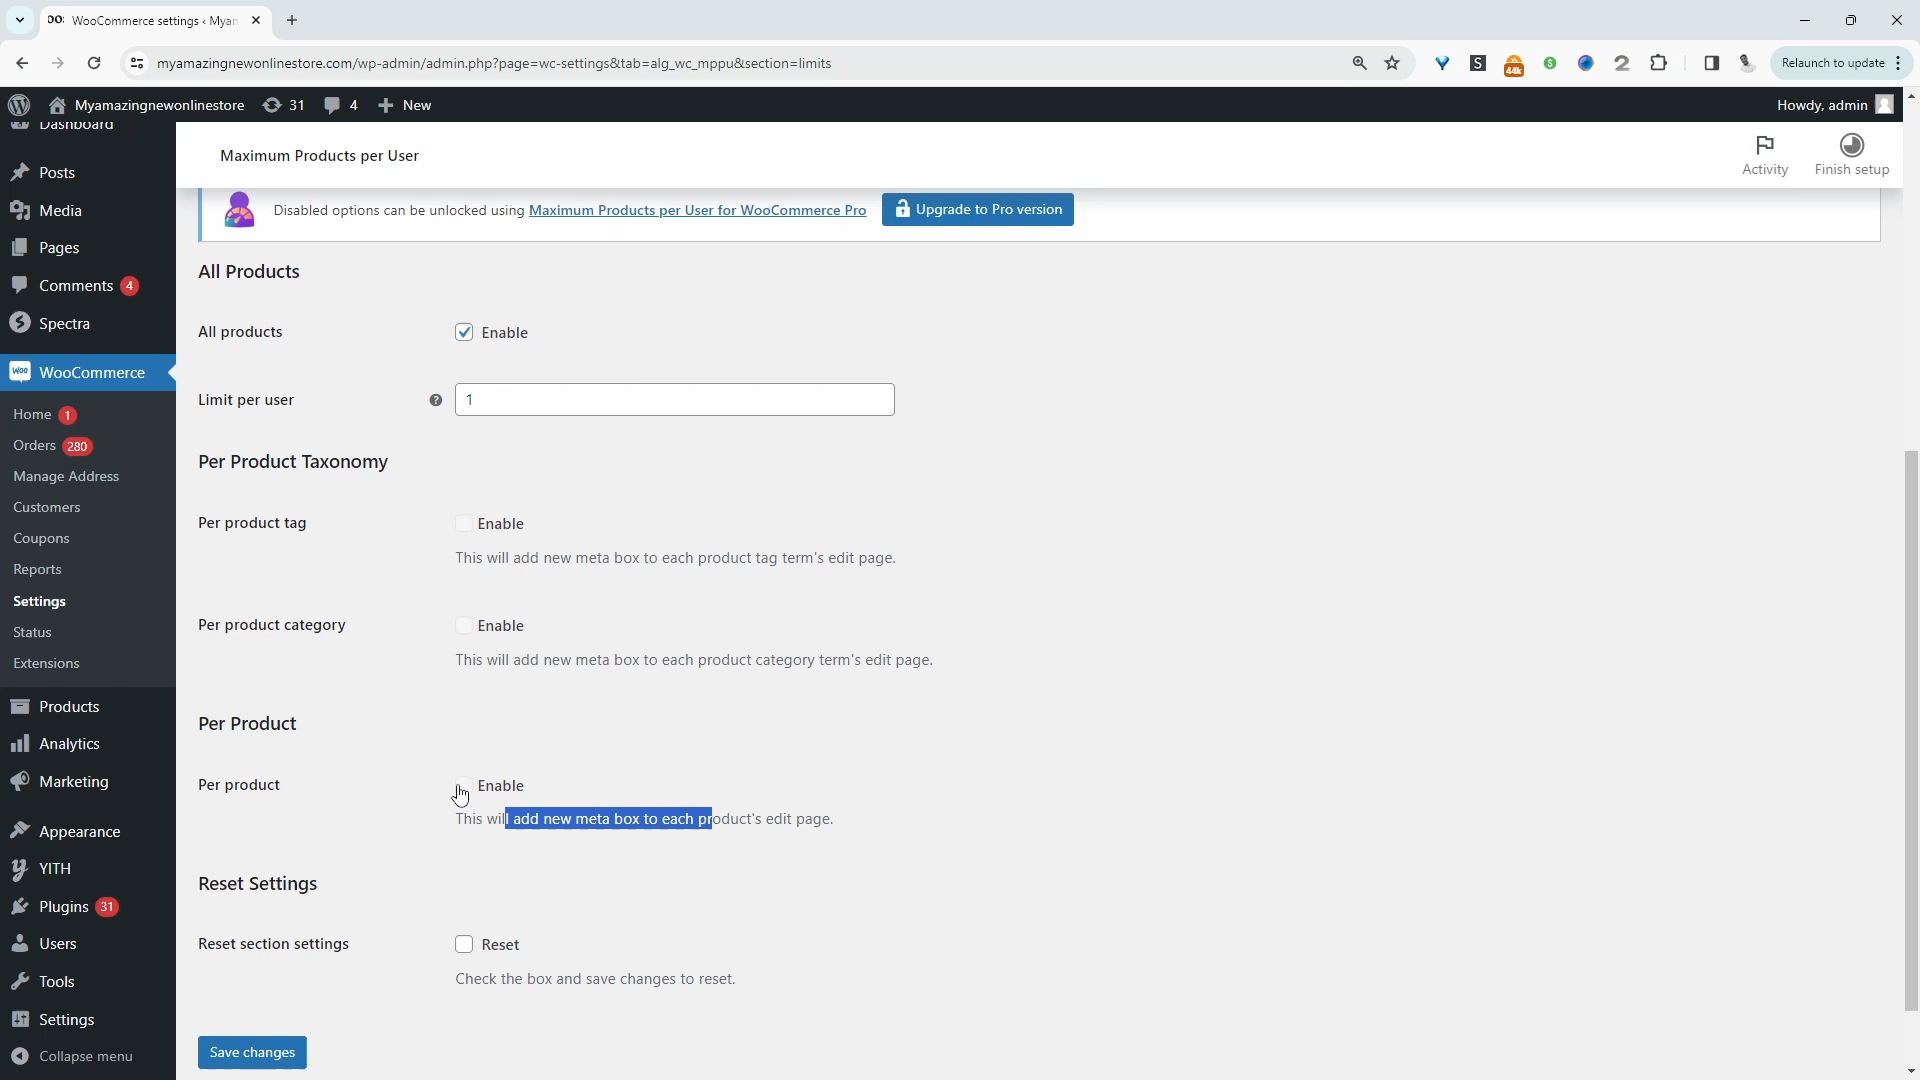 WooCommerce settings ‹ Myam
myamazingnewonlinestore.com/wp-admin/admin.php?page=wc-settings&tab=alg_wc_mppu&section=limits
44k
Relaunch to update
Myamazingnewonlinestore
31
4
New
Howdy, admin
Dashboard
Maximum Products per User
Activity
Finish setup
Posts
Media
Pages
Comments 4
Spectra
WooCommerce
Home 1
Orders 280
Manage Address
Customers
Coupons
Reports
Settings
Status
Extensions
Products
Analytics
Marketing
Appearance
YITH
Plugins 31
Users
Tools
Settings
Collapse menu
Disabled options can be unlocked using Maximum Products per User for WooCommerce Pro
Upgrade to Pro version
All Products
All products
Enable
Limit per user
1
Per Product Taxonomy
Per product tag
Enable
This will add new meta box to each product tag term's edit page.
Per product category
Enable
This will add new meta box to each product category term's edit page.
Per Product
Per product
Enable
This will add new meta box to each product's edit page.
Reset Settings
Reset section settings
Reset
Check the box and save changes to reset.
Save changes